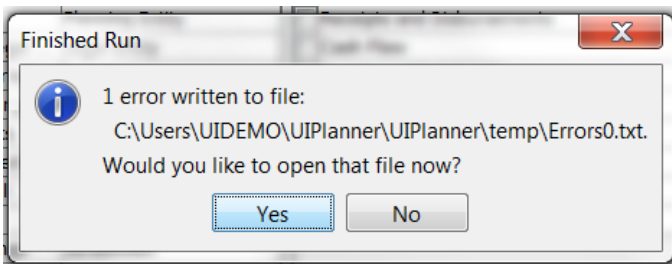 Finished Run
1 error written to file:
C:\Users\UIDEMO\UIPlanner\UIPlanner\temp\Errors0.txt.
Would you like to open that file now?
Yes
No